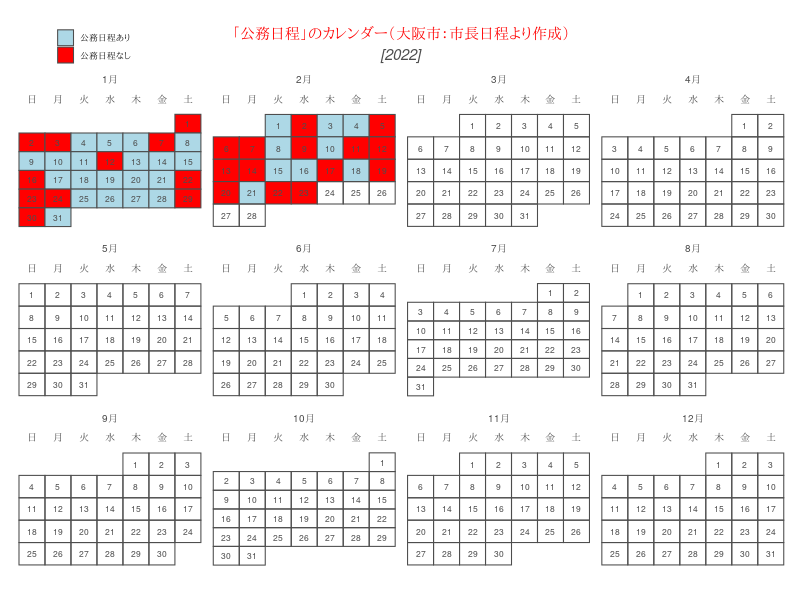 公務日程あり
公務日程なし
「公務日程」のカレンダー（大阪市：市長日程より作成）
[2022]
1月
日 月 火 水 木 金 土
4 5 6 8
9 10 11 13 14 15
17 18 19 20 21
25 26 27 28
31
2月
日 月 火 水 木 金 土
1 3 4
8 10
15 16 18
21 24 25 26
27 28
3月
日 月 火 水 木 金 土
1 2 3 4 5
6 7 8 9 10 11 12
13 14 15 16 17 18 19
20 21 22 23 24 25 26
27 28 29 30 31
4月
日 月 火 水 木 金 土
1 2
3 4 5 6 7 8 9
10 11 12 13 14 15 16
17 18 19 20 21 22 23
24 25 26 27 28 29 30
5月
日 月 火 水 木 金 土
1 2 3 4 5 6 7
8 9 10 11 12 13 14
15 16 17 18 19 20 21
22 23 24 25 26 27 28
29 30 31
6月
日 月 火 水 木 金 土
1 2 3 4
5 6 7 8 9 10 11
12 13 14 15 16 17 18
19 20 21 22 23 24 25
26 27 28 29 30
7月
日 月 火 水 木 金 土
1 2
3 4 5 6 7 8 9
10 11 12 13 14 15 16
17 18 19 20 21 22 23
24 25 26 27 28 29 30
31
8月
日 月 火 水 木 金 土
1 2 3 4 5 6
7 8 9 10 11 12 13
14 15 16 17 18 19 20
21 22 23 24 25 26 27
28 29 30 31
9月
日 月 火 水 木 金 土
1 2 3
4 5 6 7 8 9 10
11 12 13 14 15 16 17
18 19 20 21 22 23 24
25 26 27 28 29 30
10月
日 月 火 水 木 金 土
1
2 3 4 5 6 7 8
9 10 11 12 13 14 15
16 17 18 19 20 21 22
23 24 25 26 27 28 29
30 31
11月
日 月 火 水 木 金 土
1 2 3 4 5
6 7 8 9 10 11 12
13 14 15 16 17 18 19
20 21 22 23 24 25 26
27 28 29 30
12月
日 月 火 水 木 金 土
1 2 3
4 5 6 7 8 9 10
11 12 13 14 15 16 17
18 19 20 21 22 23 24
25 26 27 28 29 30 31